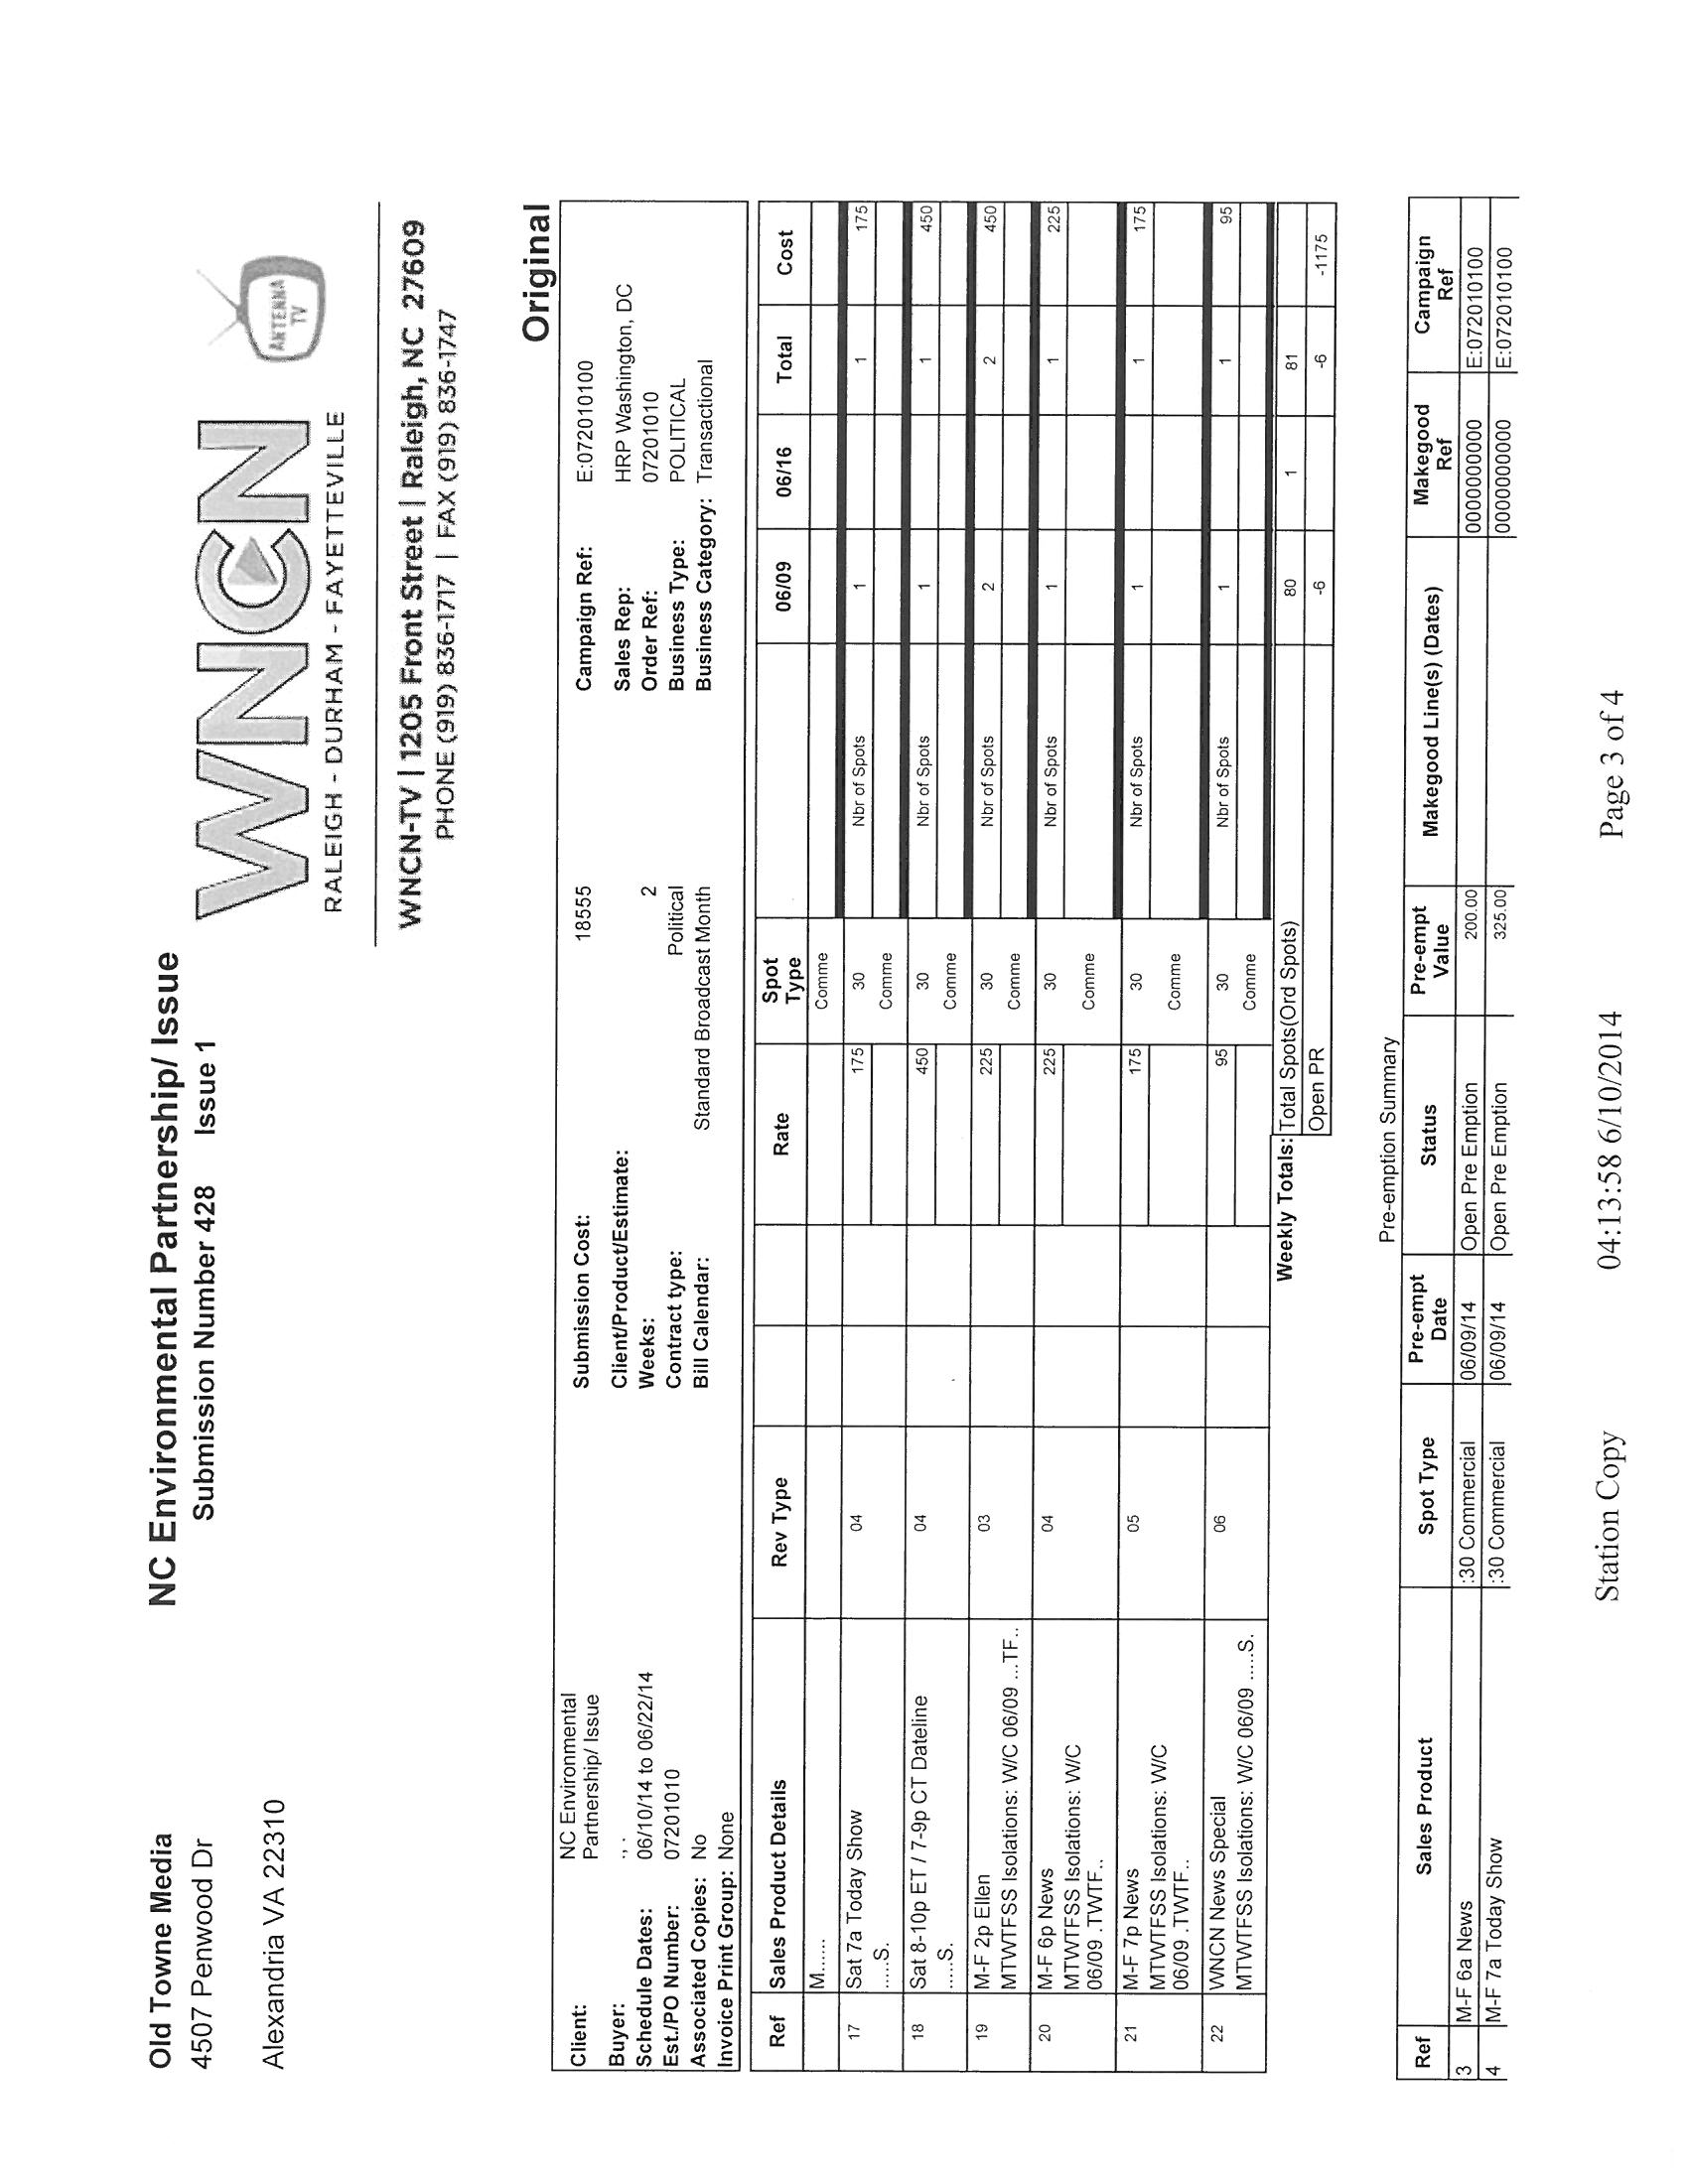 Old Towne Media
4507 Penwood Dr
Alexandria VA 22310
NC Environmental Partnership/ Issue
Submission Number 428 Issue 1
WNCN
RALEIGH - DURHAM - FAYETTEVILLE
ANTENNA
TV
WNCN-TV | 1205 Front Street | Raleigh, NC 27609
PHONE (919) 836-1717 | FAX (919) 836-1747
Original
Client: NC Environmental Submission Cost: 18555 Campaign Ref: E:072010100
Partnership/ Issue
Buyer: ., . Client/Product/Estimate: Sales Rep: HRP Washington, DC
Schedule Dates: 06/10/14 to 06/22/14 Weeks: 2 Order Ref: 07201010
Est./PO Number: 07201010 Contract type: Political Business Type: POLITICAL
Associated Copies: No Bill Calendar: Standard Broadcast Month Business Category: Transactional
Invoice Print Group: None
Ref Sales Product Details Rev Type Rate Spot Type 06/09 06/16 Total Cost
M...... Comme
17 Sat 7a Today Show 04 175 30 Nbr of Spots 1 1 175
.....S. Comme
18 Sat 8-10p ET / 7-9p CT Dateline 04 450 30 Nbr of Spots 1 1 450
.....S. Comme
19 M-F 2p Ellen 03 225 30 Nbr of Spots 2 2 450
MTWTFSS Isolations: W/C 06/09 ...TF.. Comme
20 M-F 6p News 04 225 30 Nbr of Spots 1 1 225
MTWTFSS Isolations: W/C Comme
06/09 .TWTF..
21 M-F 7p News 05 175 30 Nbr of Spots 1 1 175
MTWTFSS Isolations: W/C Comme
06/09 .TWTF..
22 WNCN News Special 06 95 30 Nbr of Spots 1 1 95
MTWTFSS Isolations: W/C 06/09 .....S. Comme
Weekly Totals: Total Spots(Ord Spots) 80 1 81
Open PR -6 -6 -1175
Pre-emption Summary
Ref Sales Product Spot Type Pre-empt Date Status Pre-empt Value Makegood Line(s) (Dates) Makegood Ref Campaign Ref
3 M-F 6a News :30 Commercial 06/09/14 Open Pre Emption 200.00 0000000000 E:072010100
4 M-F 7a Today Show :30 Commercial 06/09/14 Open Pre Emption 325.00 0000000000 E:072010100
Station Copy 04:13:58 6/10/2014 Page 3 of 4